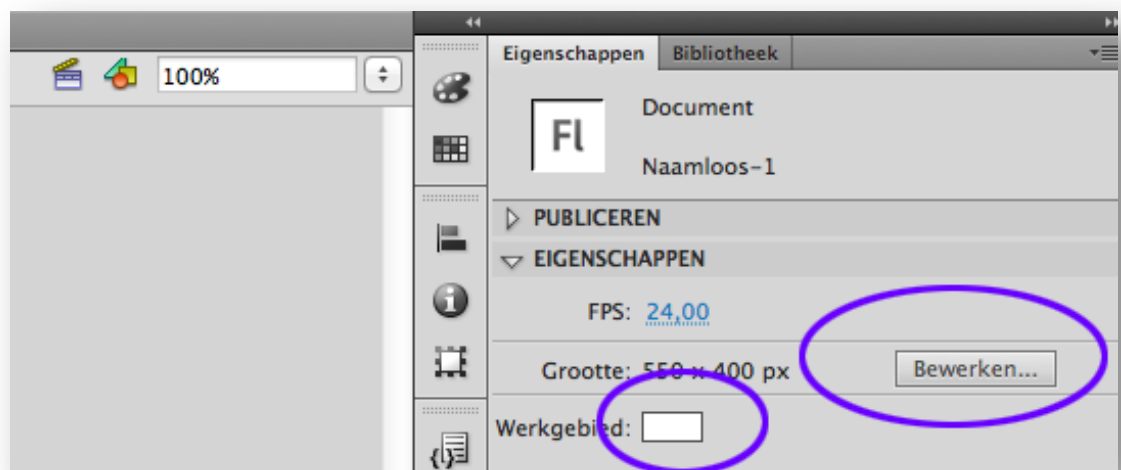 100%
Eigenschappen Bibliotheek
Fl
Document
Naamloos-1
PUBLICEREN
EIGENSCHAPPEN
FPS: 24,00
Grootte: 550 x 400 px Bewerken...
Werkgebied: